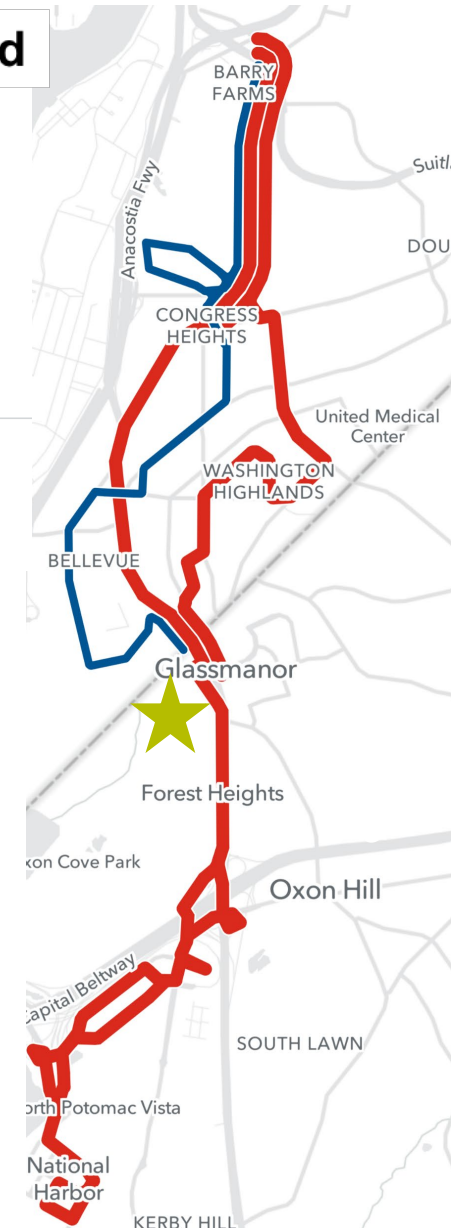 d
BARRY
FARMS
Suitl
Anacostia Fwy
DOU
CONGRESS
HEIGHTS
United Medical
Center
WASHINGTON
HIGHLANDS
BELLEVUE
Glassmanor
Forest Heights
xon Cove Park
Oxon Hill
Capital Beltway
SOUTH LAWN
orth Potomac Vista
National
Harbor
KERBY HILL